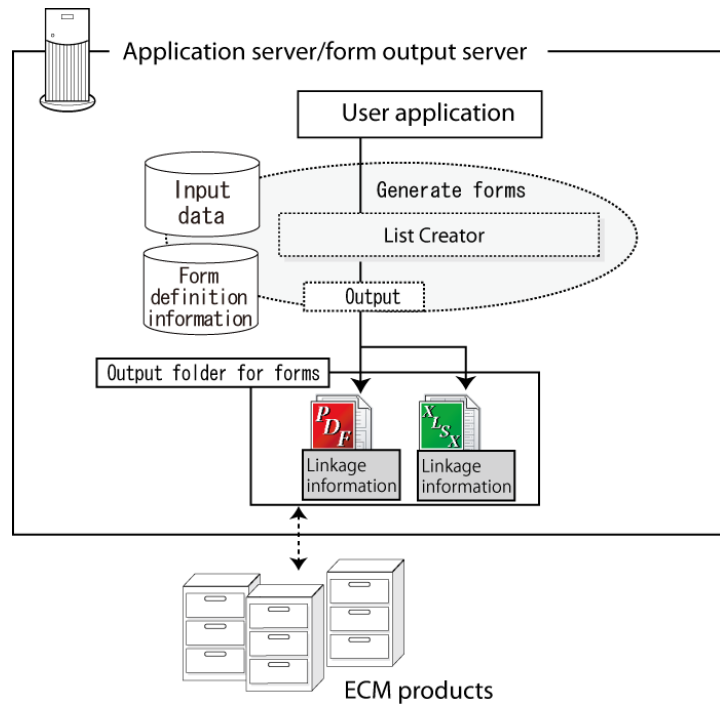 Application server/form output server
User application
Input
data
Generate forms
List Creator
Form
definition
information
Output
Output folder for forms
PDF
XLSX
Linkage
information
Linkage
information
ECM products